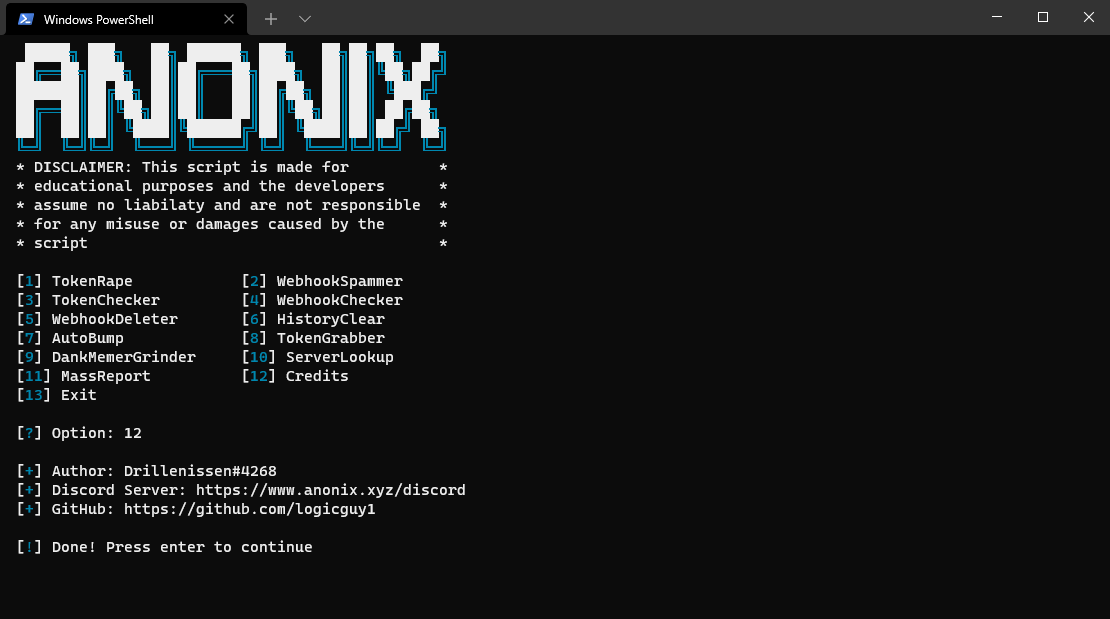 Windows PowerShell
ANONIX
* DISCLAIMER: This script is made for *
* educational purposes and the developers *
* assume no liabilaty and are not responsible *
* for any misuse or damages caused by the *
* script *
[1] TokenRape [2] WebhookSpammer
[3] TokenChecker [4] WebhookChecker
[5] WebhookDeleter [6] HistoryClear
[7] AutoBump [8] TokenGrabber
[9] DankMemerGrinder [10] ServerLookup
[11] MassReport [12] Credits
[13] Exit
[?] Option: 12
[+] Author: Drillenissen#4268
[+] Discord Server: https://www.anonix.xyz/discord
[+] GitHub: https://github.com/logicguy1
[!] Done! Press enter to continue